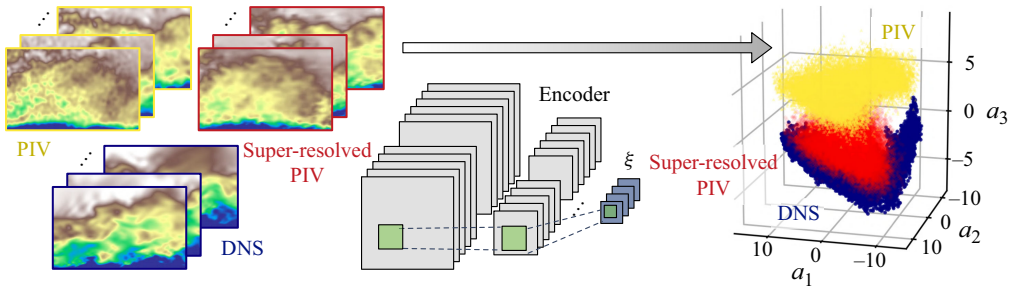 PIV
Super-resolved
PIV
DNS
Encoder
ξ
Super-resolved
PIV
PIV
DNS
5
0
−5
−10
a3
0
10
a2
10
0
−10
a1